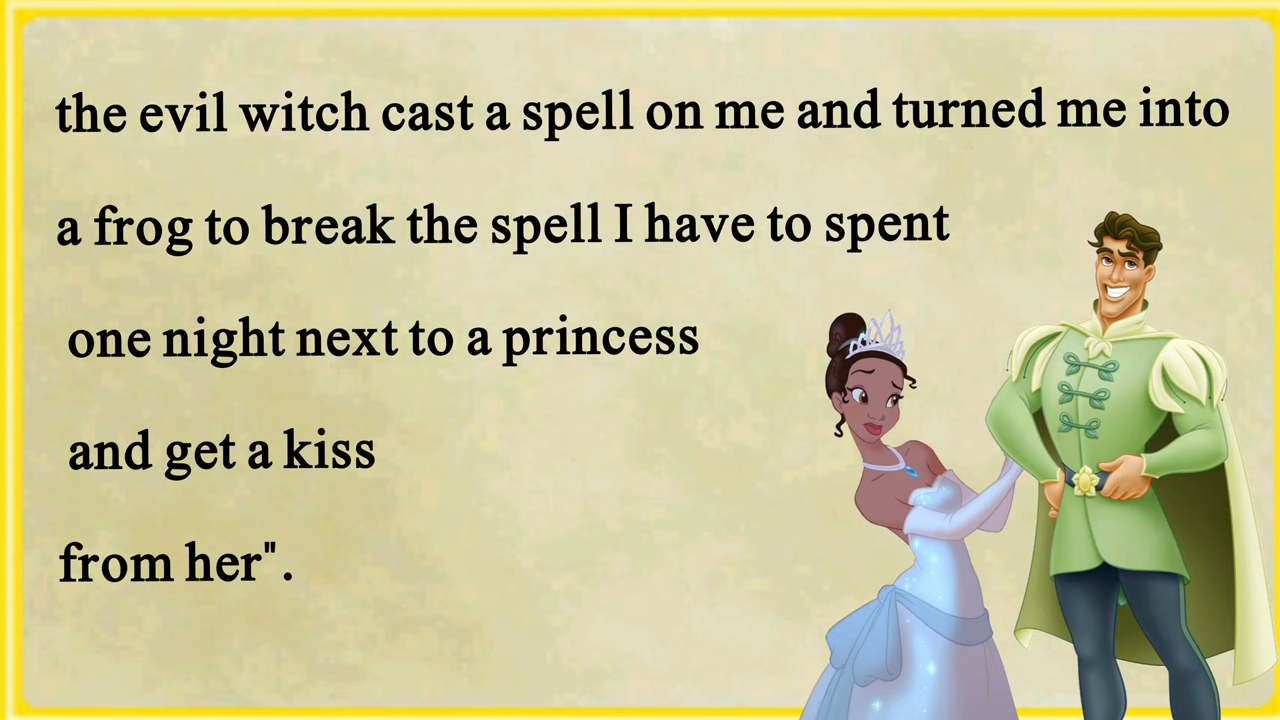 the evil witch cast a spell on me and turned me into
a frog to break the spell I have to spent
one night next to a princess
and get a kiss
from her".